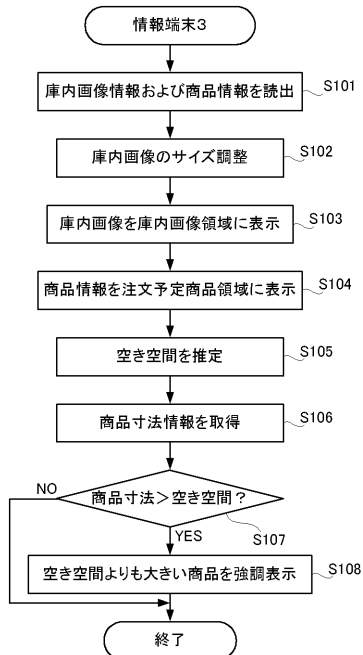 情報端末3
庫内画像情報および商品情報を読出
S101
庫内画像のサイズ調整
S102
庫内画像を庫内画像領域に表示
S103
商品情報を注文予定商品領域に表示
S104
空き空間を推定
S105
商品寸法情報を取得
S106
商品寸法＞空き空間？
NO
YES
S107
空き空間よりも大きい商品を強調表示
S108
終了